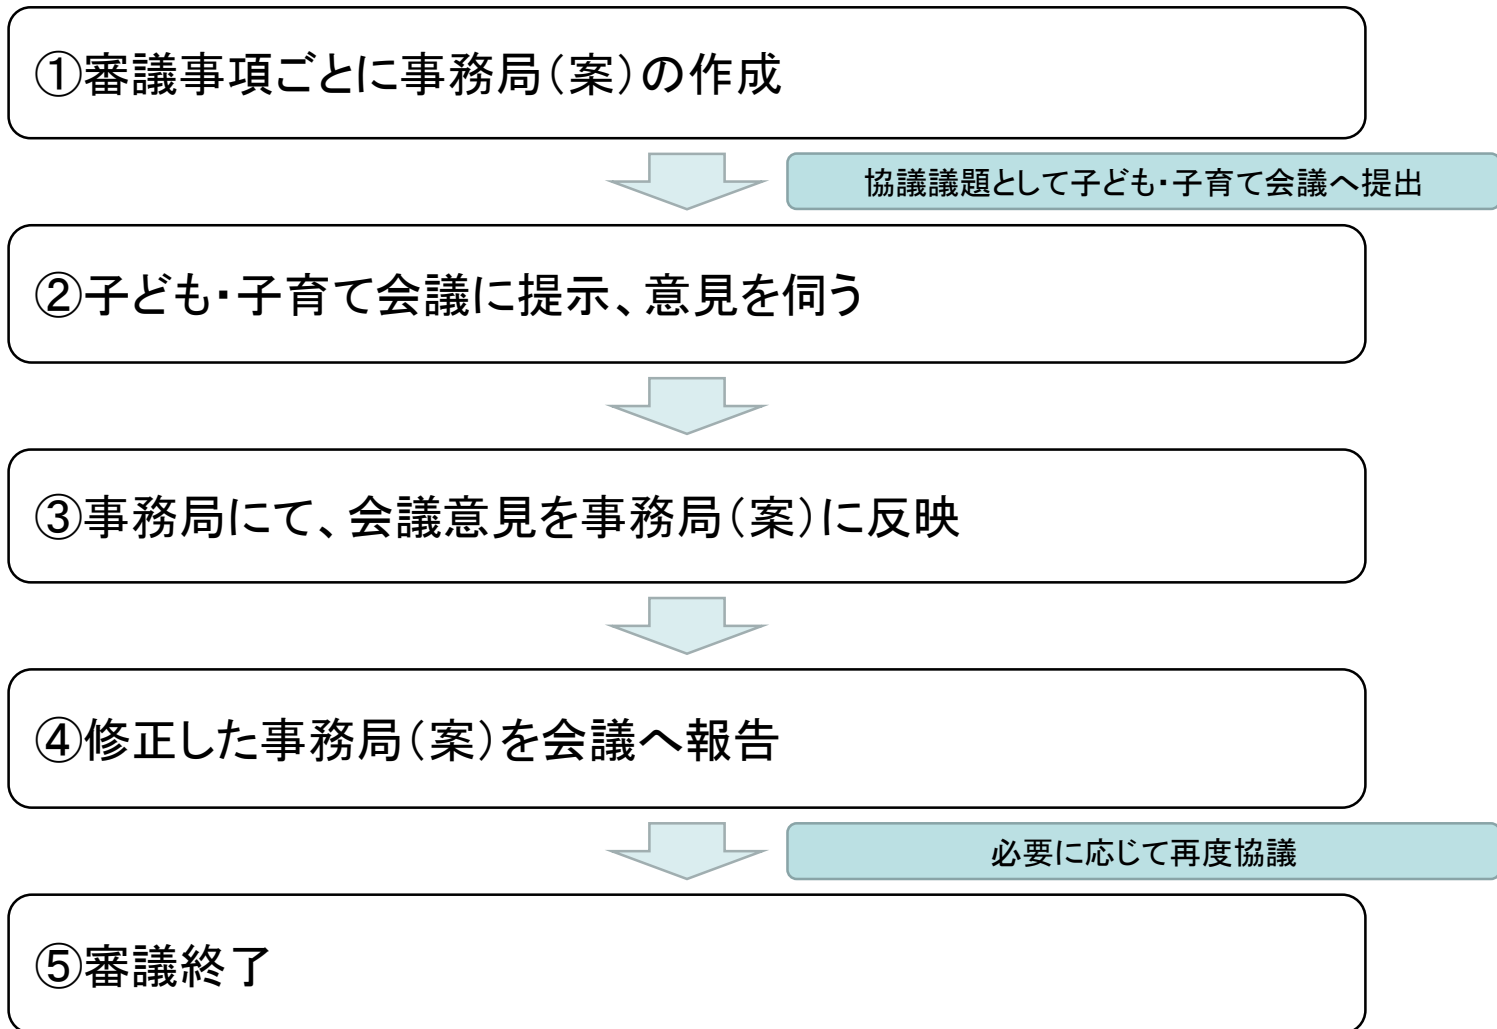 ①審議事項ごとに事務局（案）の作成
協議議題として子ども・子育て会議へ提出
②子ども・子育て会議に提示、意見を伺う
③事務局にて、会議意見を事務局（案）に反映
④修正した事務局（案）を会議へ報告
必要に応じて再度協議
⑤審議終了